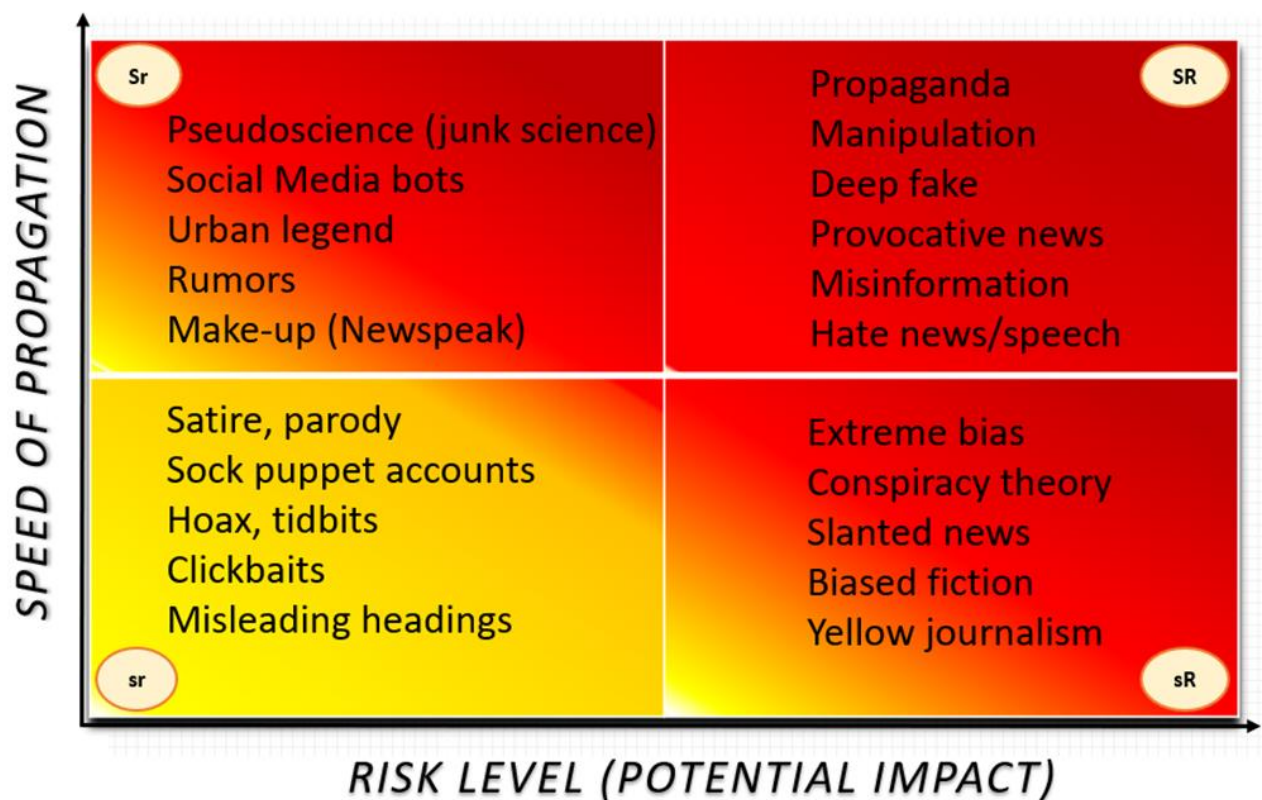 SPEED OF PROPAGATION
Sr
Pseudoscience (junk science)
Social Media bots
Urban legend
Rumors
Make-up (Newspeak)
SR
Propaganda
Manipulation
Deep fake
Provocative news
Misinformation
Hate news/speech
Satire, parody
Sock puppet accounts
Hoax, tidbits
Clickbaits
Misleading headings
sr
Extreme bias
Conspiracy theory
Slanted news
Biased fiction
Yellow journalism
sR
RISK LEVEL (POTENTIAL IMPACT)